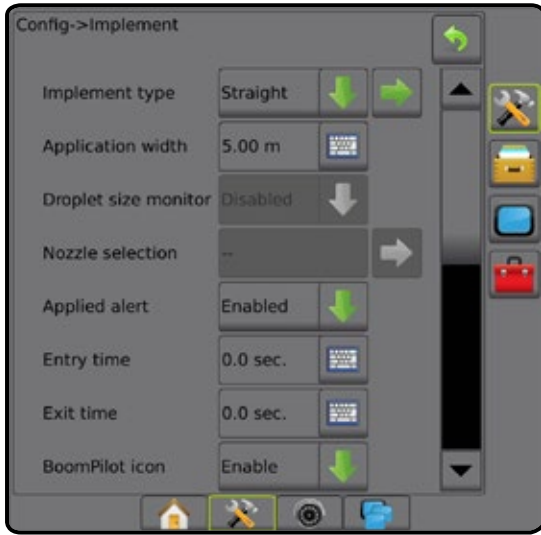 Config->Implement
Implement type Straight
Application width 5.00 m
Droplet size monitor Disabled
Nozzle selection --
Applied alert Enabled
Entry time 0.0 sec.
Exit time 0.0 sec.
BoomPilot icon Enable